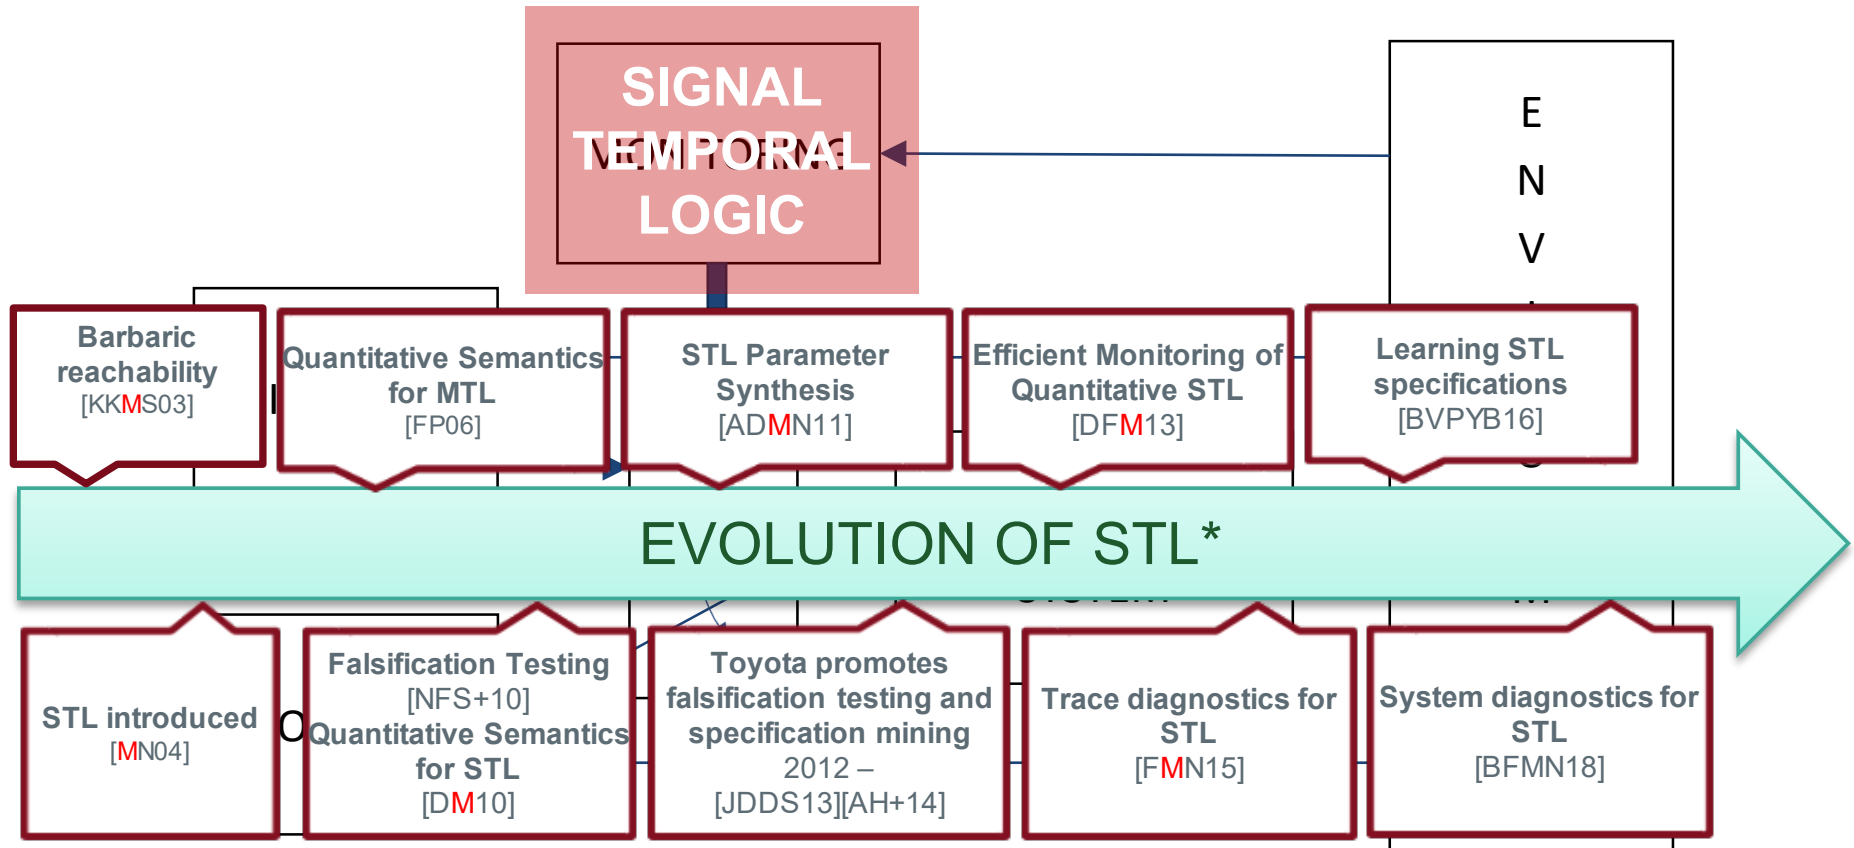 SIGNAL
TEMPORAL
LOGIC
MONITORING
E
N
V
Barbaric
reachability
[KKMS03]
Quantitative Semantics
for MTL
[FP06]
STL Parameter
Synthesis
[ADMN11]
Efficient Monitoring of
Quantitative STL
[DFM13]
Learning STL
specifications
[BVPYB16]
EVOLUTION OF STL*
STL introduced
[MN04]
Falsification Testing
[NFS+10]
Quantitative Semantics
for STL
[DM10]
Toyota promotes
falsification testing and
specification mining
2012 –
[JDDS13][AH+14]
Trace diagnostics for
STL
[FMN15]
System diagnostics for
STL
[BFMN18]